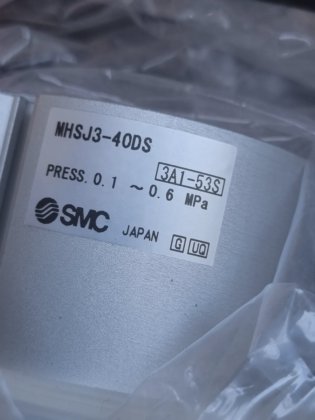 MHSJ3-40DS
3A1-53S
PRESS. 0.1 ～0.6 MPa
SMC JAPAN G UQ